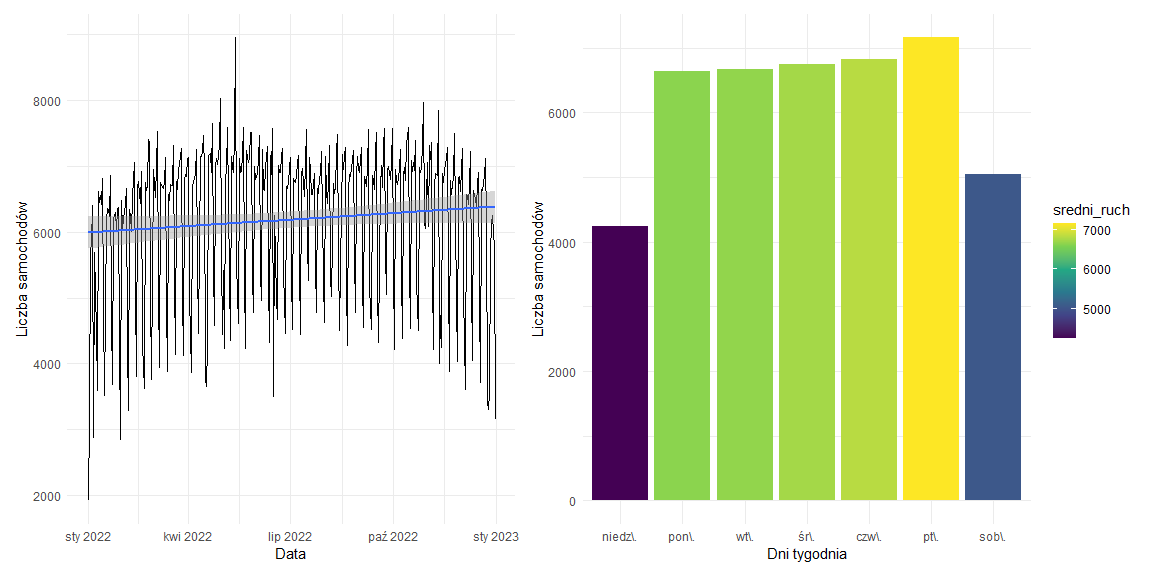 8000
6000
4000
2000
Liczba samochodów
sty 2022
kwi 2022
lip 2022
paź 2022
sty 2023
Data
6000
4000
2000
0
Liczba samochodów
niedz\.
pon\.
wt\.
śr\.
czw\.
pt\.
sob\.
Dni tygodnia
sredni_ruch
7000
6000
5000